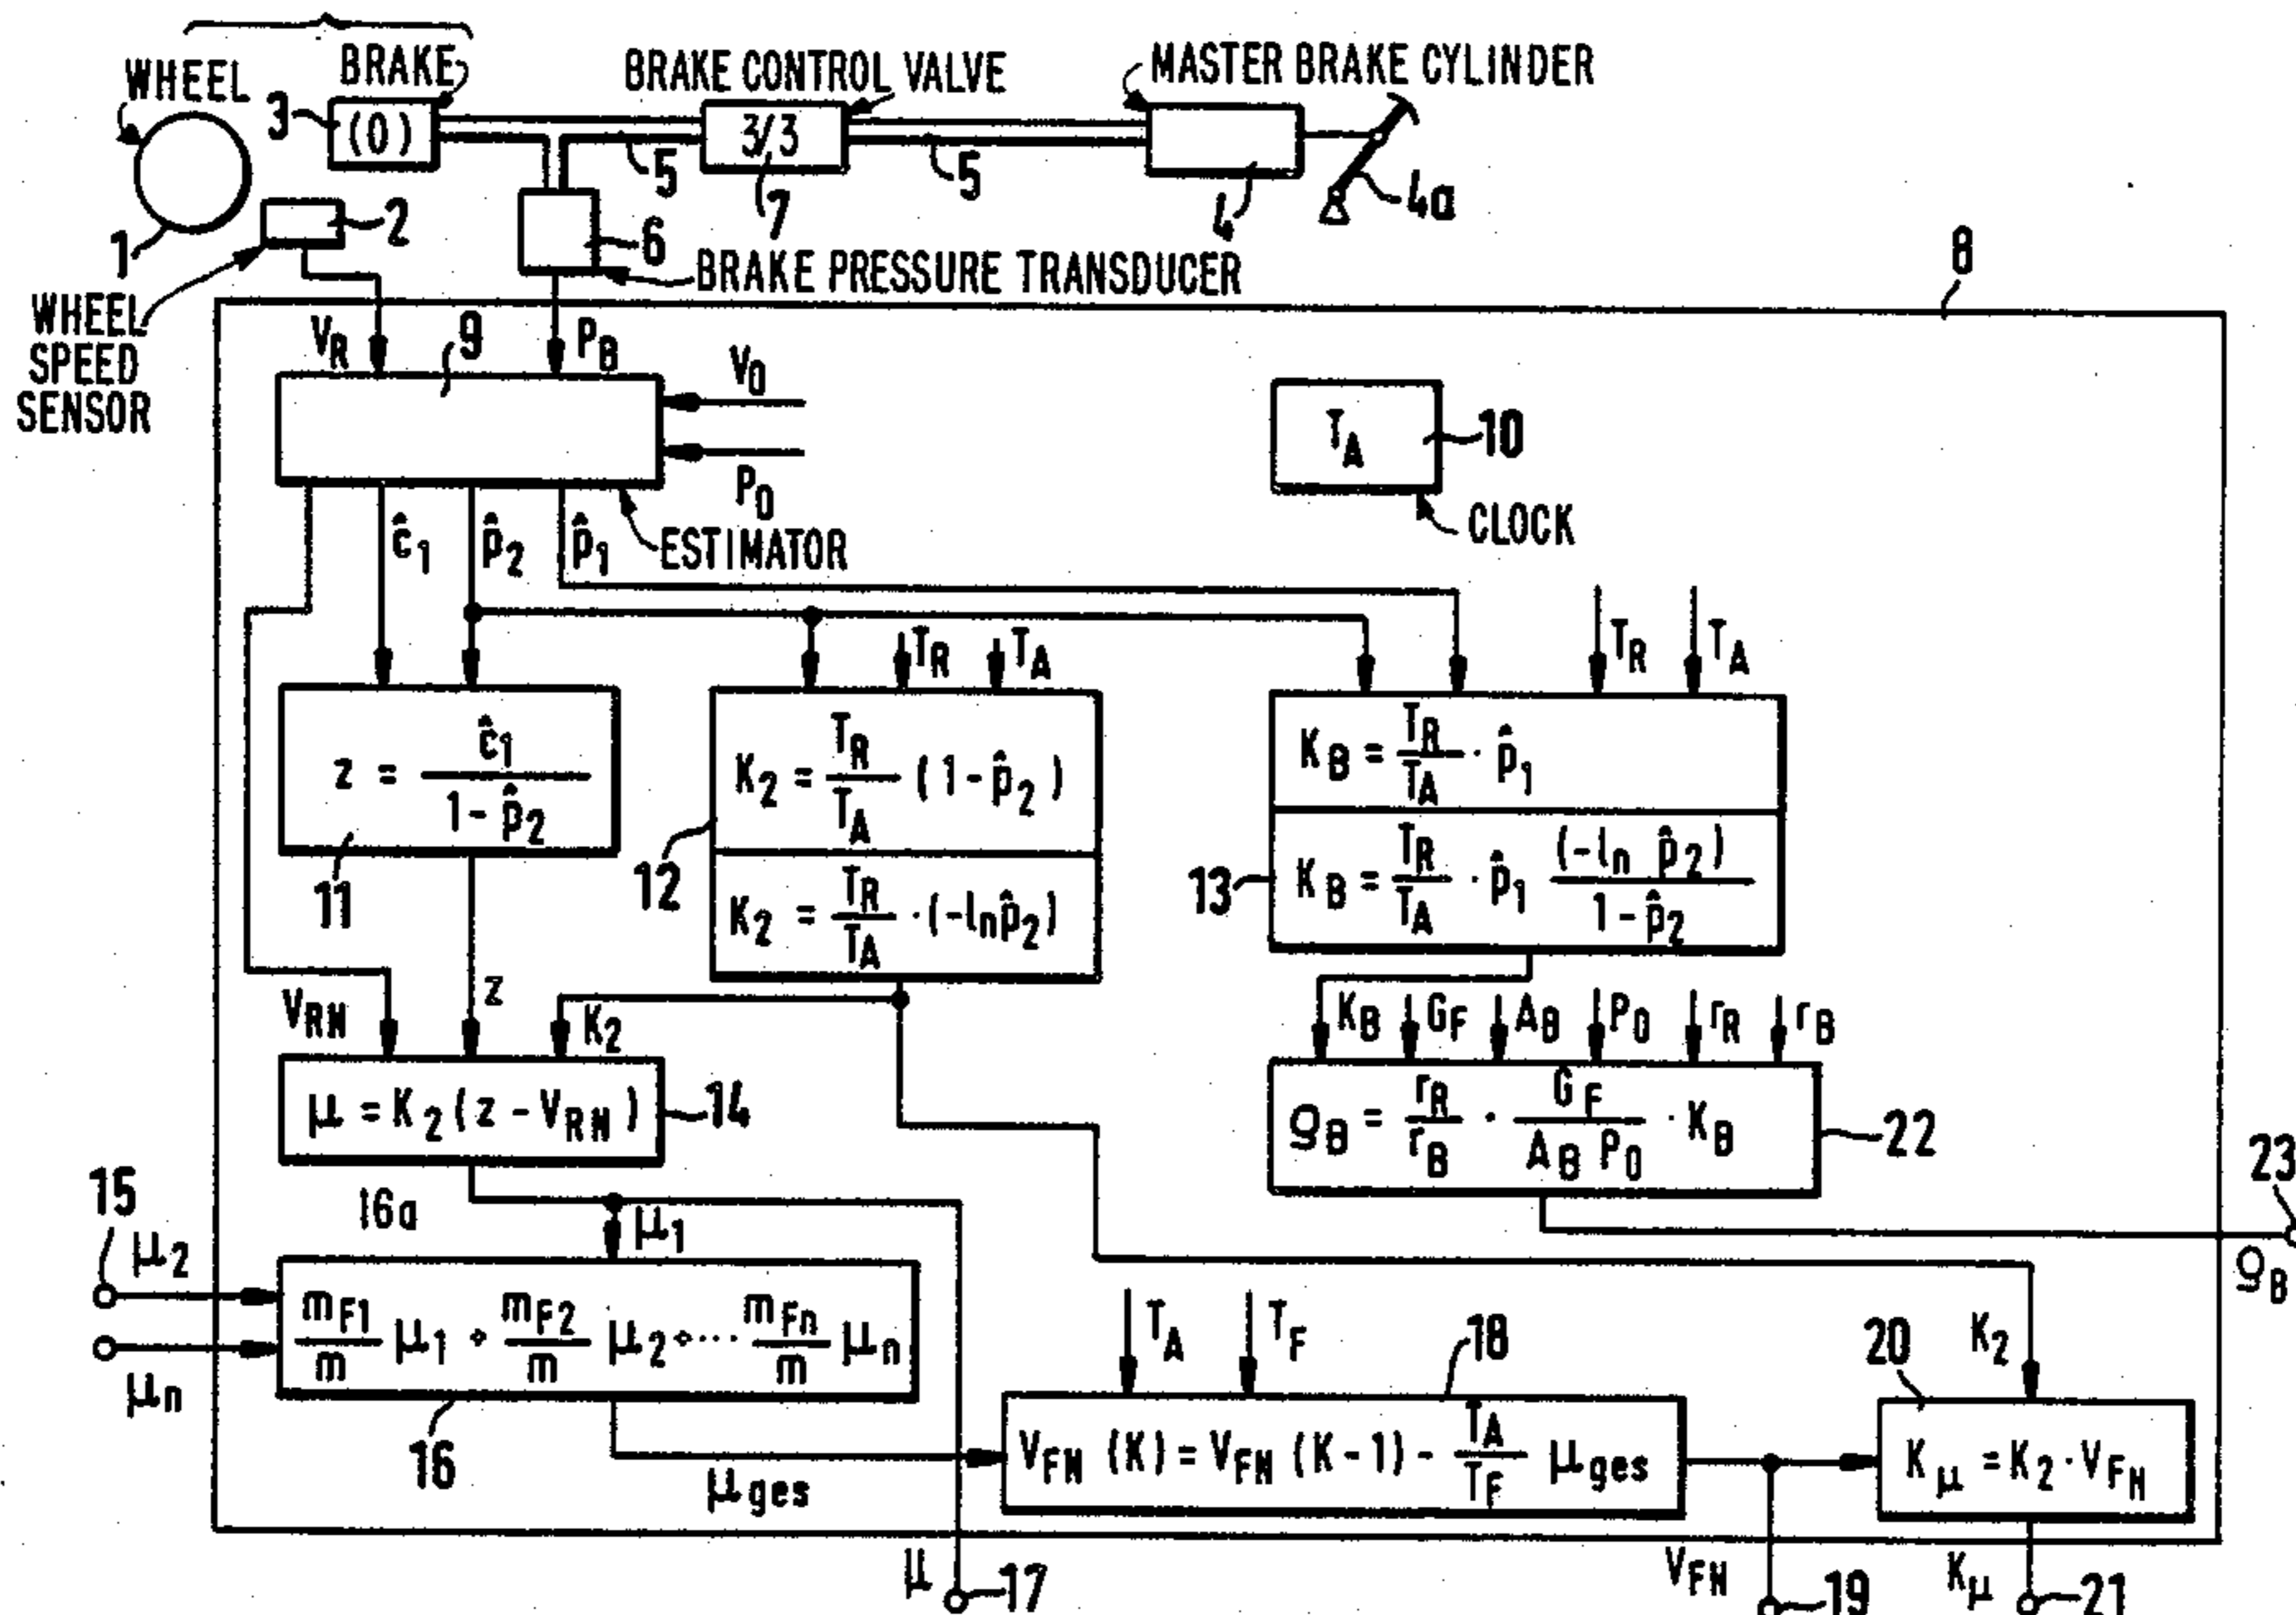 WHEEL
BRAKE
BRAKE CONTROL VALVE
MASTER BRAKE CYLINDER
3
(0)
3/3
5
5
7
4
4a
1
2
6
BRAKE PRESSURE TRANSDUCER
8
WHEEL
SPEED
SENSOR
V_R
9
P_B
V_0
P_0
T_A
10
CLOCK
ĉ_1
p̂_2
p̂_1
ESTIMATOR
T_R
T_A
T_R
T_A
z = ĉ_1 / (1 - p̂_2)
11
K_2 = T_R/T_A (1 - p̂_2)
K_2 = T_R/T_A · (-ln p̂_2)
12
K_B = T_R/T_A · p̂_1
K_B = T_R/T_A · p̂_1 (-ln p̂_2)/(1 - p̂_2)
13
V_RN
z
K_2
K_B
G_F
A_B
P_0
r_R
r_B
μ = K_2 (z - V_RN)
14
ϱ_B = r_R/r_B · G_F/(A_B P_0) · K_B
22
23
ϱ_B
15
16a
μ_1
μ_2
μ_n
m_F1/m μ_1 + m_F2/m μ_2 + ··· m_Fn/m μ_n
16
μ_ges
T_A
T_F
18
V_FN (K) = V_FN (K-1) - T_A/T_F μ_ges
20
K_2
K_μ = K_2 · V_FN
μ
17
V_FN
19
K_μ
21